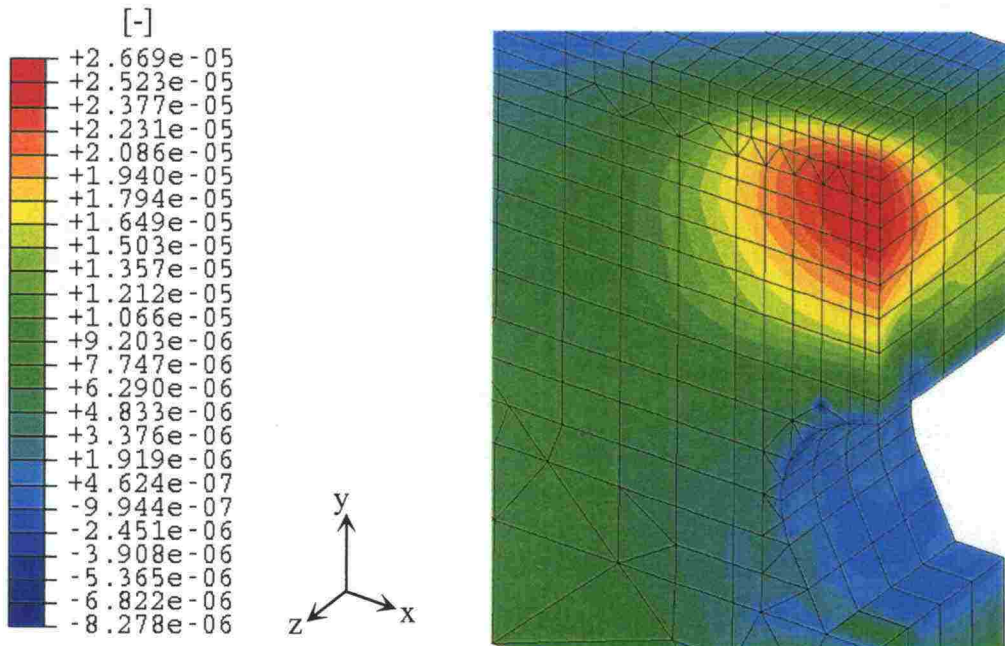 [-]
+2.669e-05
+2.523e-05
+2.377e-05
+2.231e-05
+2.086e-05
+1.940e-05
+1.794e-05
+1.649e-05
+1.503e-05
+1.357e-05
+1.212e-05
+1.066e-05
+9.203e-06
+7.747e-06
+6.290e-06
+4.833e-06
+3.376e-06
+1.919e-06
+4.624e-07
-9.944e-07
-2.451e-06
-3.908e-06
-5.365e-06
-6.822e-06
-8.278e-06
y
z
x